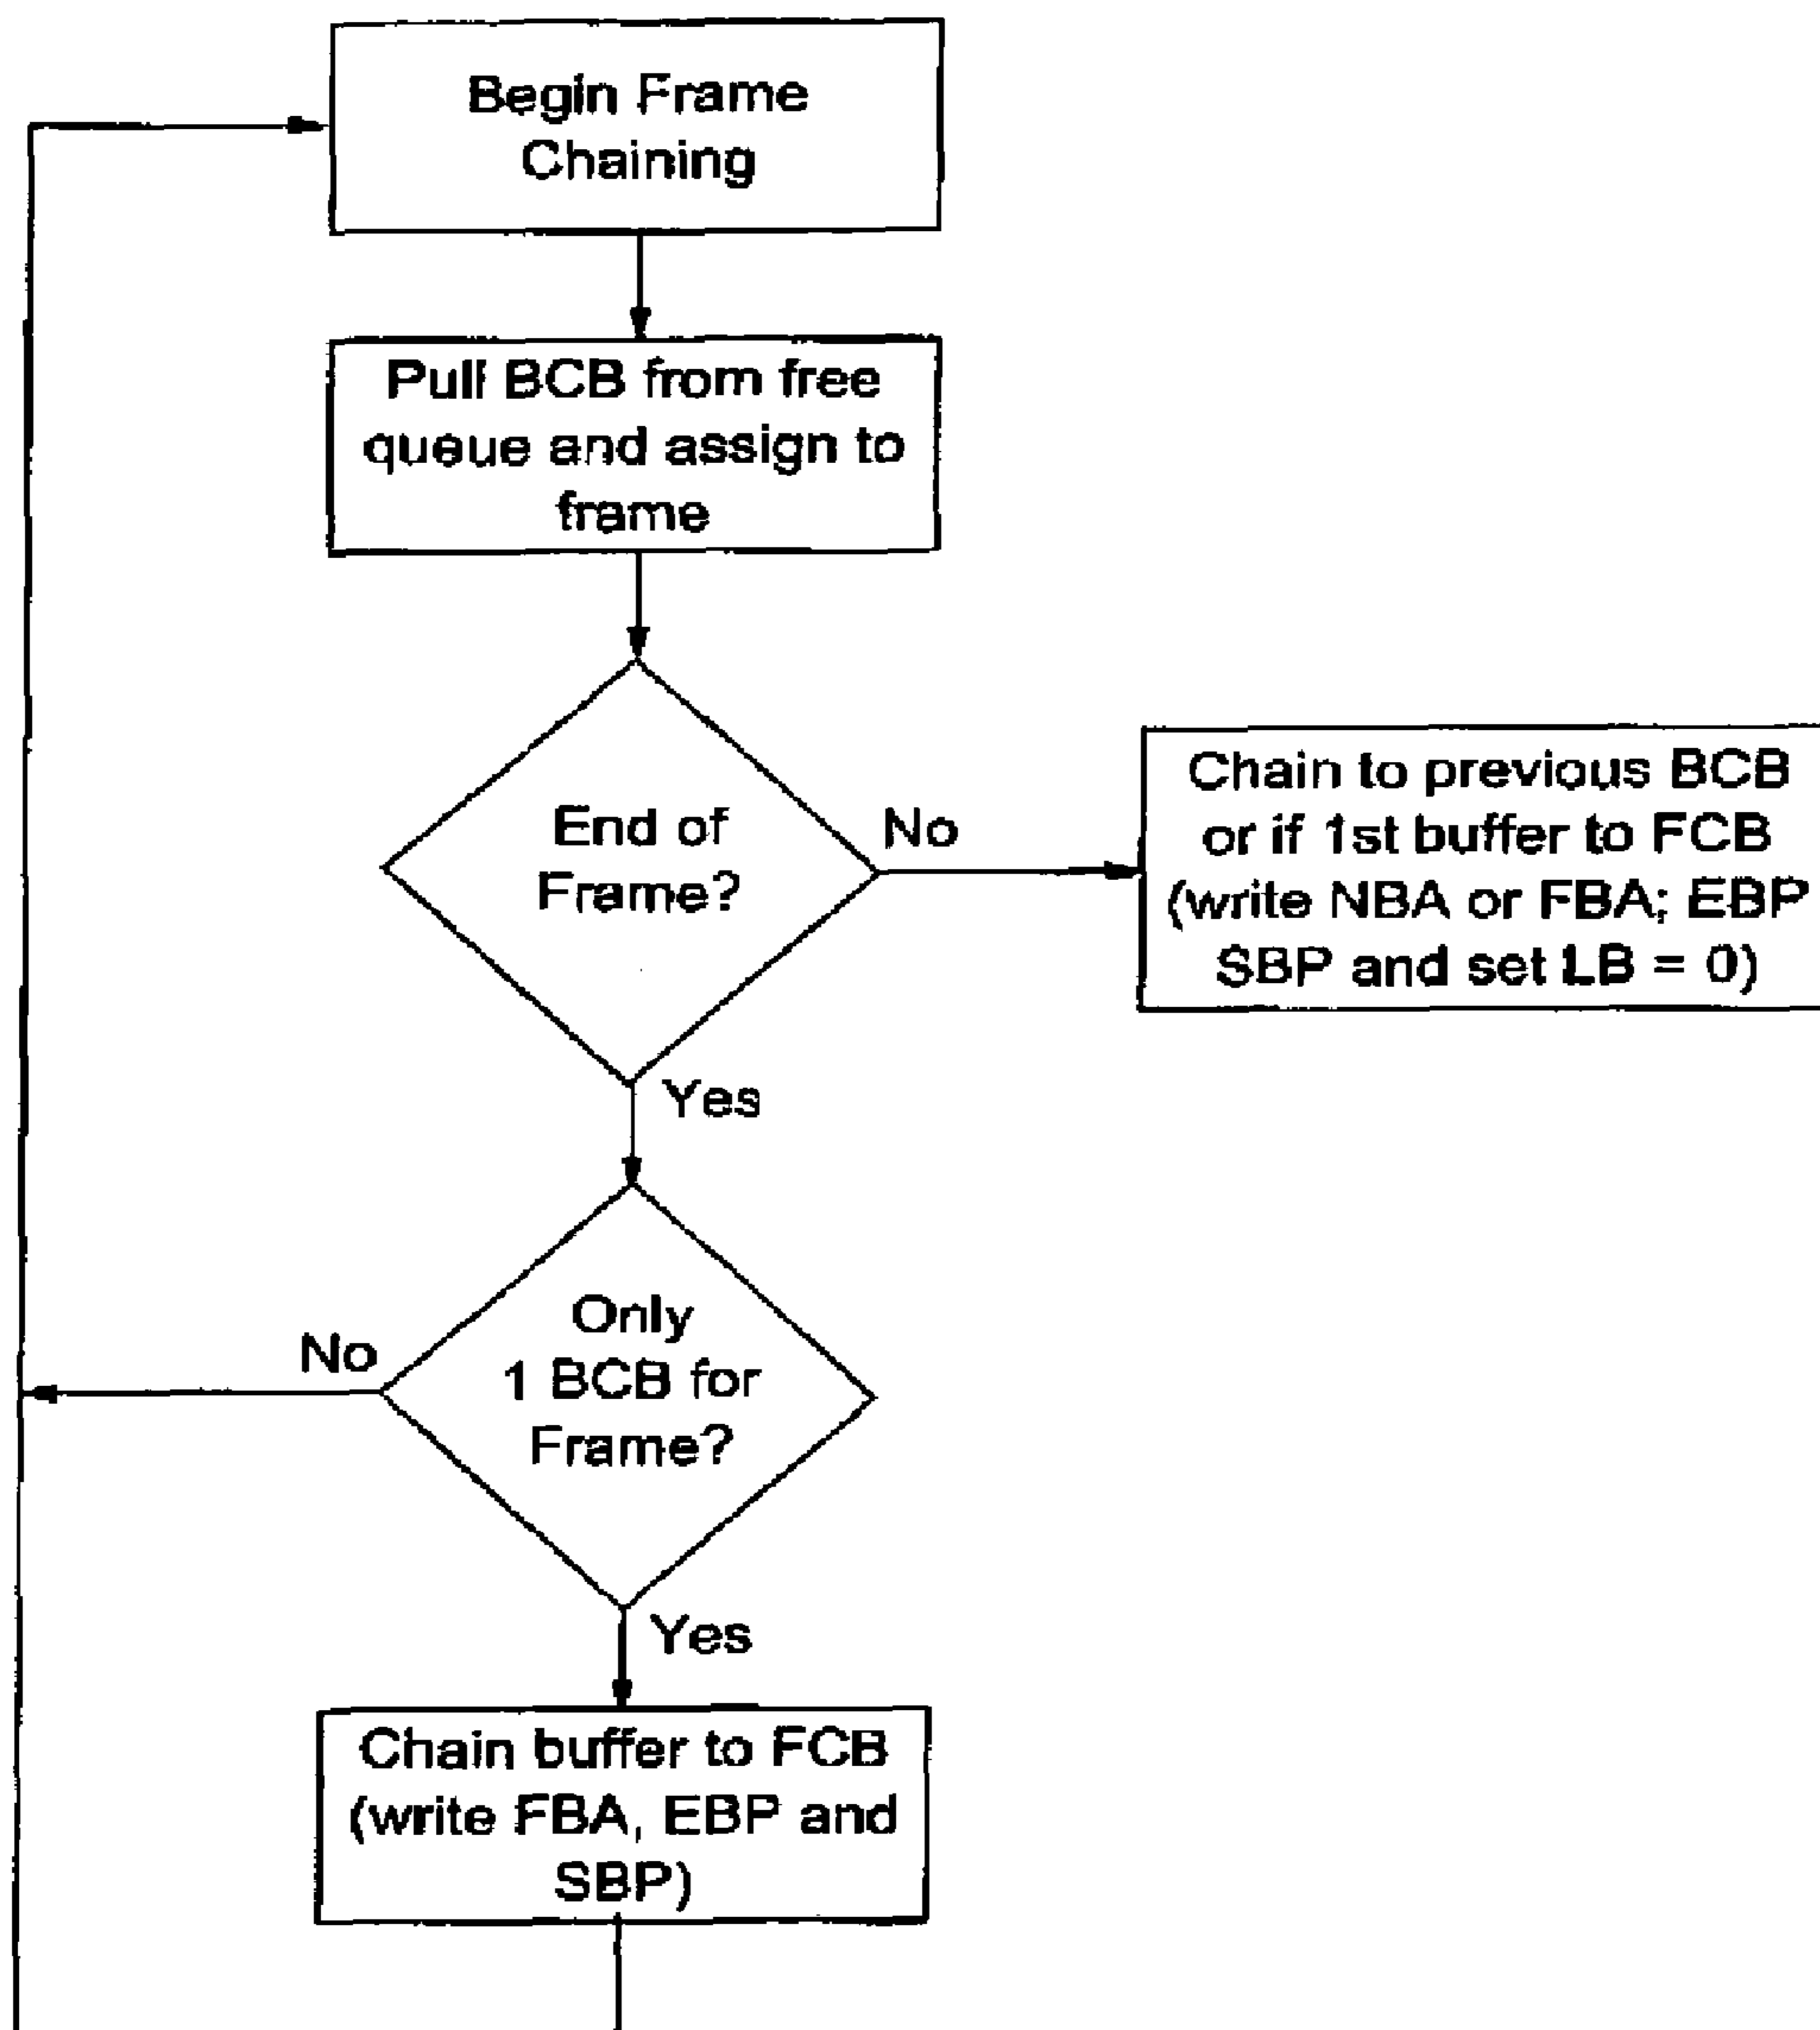 Begin Frame
Chaining
Pull BCB from free
queue and assign to
frame
End of
Frame?
No
Chain to previous BCB
or if 1st buffer to FCB
(write NBA or FBA; EBP
SBP and set LB = 0)
Yes
Only
1 BCB for
Frame?
No
Yes
Chain buffer to FCB
(write FBA, EBP and
SBP)